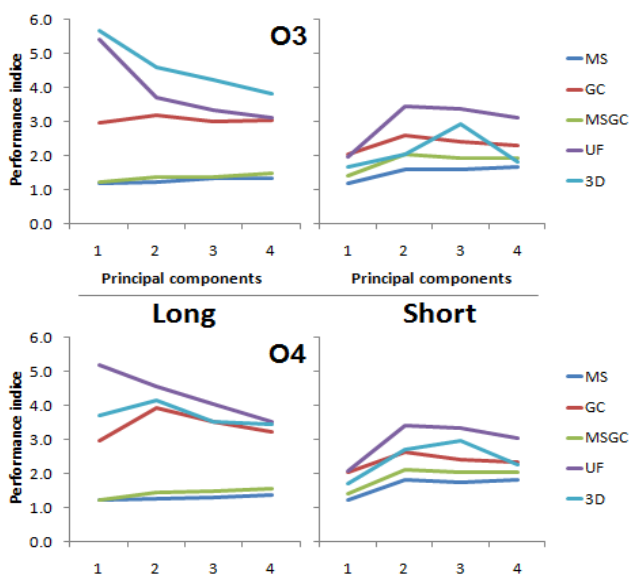 O3
Performance indice
6.0
5.0
4.0
3.0
2.0
1.0
0.0
1 2 3 4
Principal components
1 2 3 4
Principal components
MS
GC
MSGC
UF
3D
Long Short
O4
Performance indice
6.0
5.0
4.0
3.0
2.0
1.0
0.0
1 2 3 4
1 2 3 4
MS
GC
MSGC
UF
3D